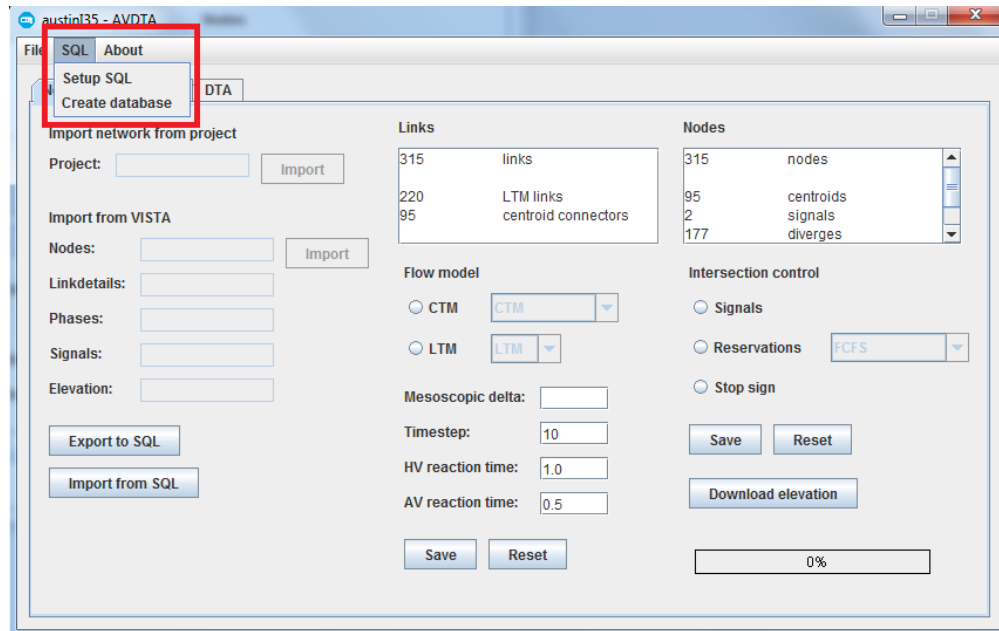 austinI35 - AVDTA
File SQL About
Setup SQL
Create database
DTA
Import network from project
Project: Import
Import from VISTA
Nodes: Import
Linkdetails:
Phases:
Signals:
Elevation:
Export to SQL
Import from SQL
Links
315 links
220 LTM links
95 centroid connectors
Flow model
CTM CTM
LTM LTM
Mesoscopic delta:
Timestep: 10
HV reaction time: 1.0
AV reaction time: 0.5
Save Reset
Nodes
315 nodes
95 centroids
2 signals
177 diverges
Intersection control
Signals
Reservations FCFS
Stop sign
Save Reset
Download elevation
0%